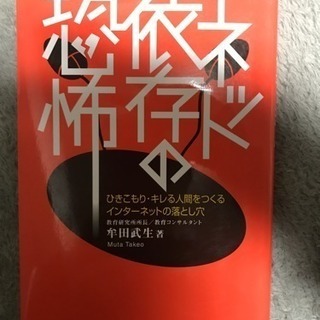 ネット
依存の
恐怖
ひきこもり・キレる人間をつくる
インターネットの落とし穴
教育研究所所長/教育コンサルタント
牟田武生 著
Muta Takeo